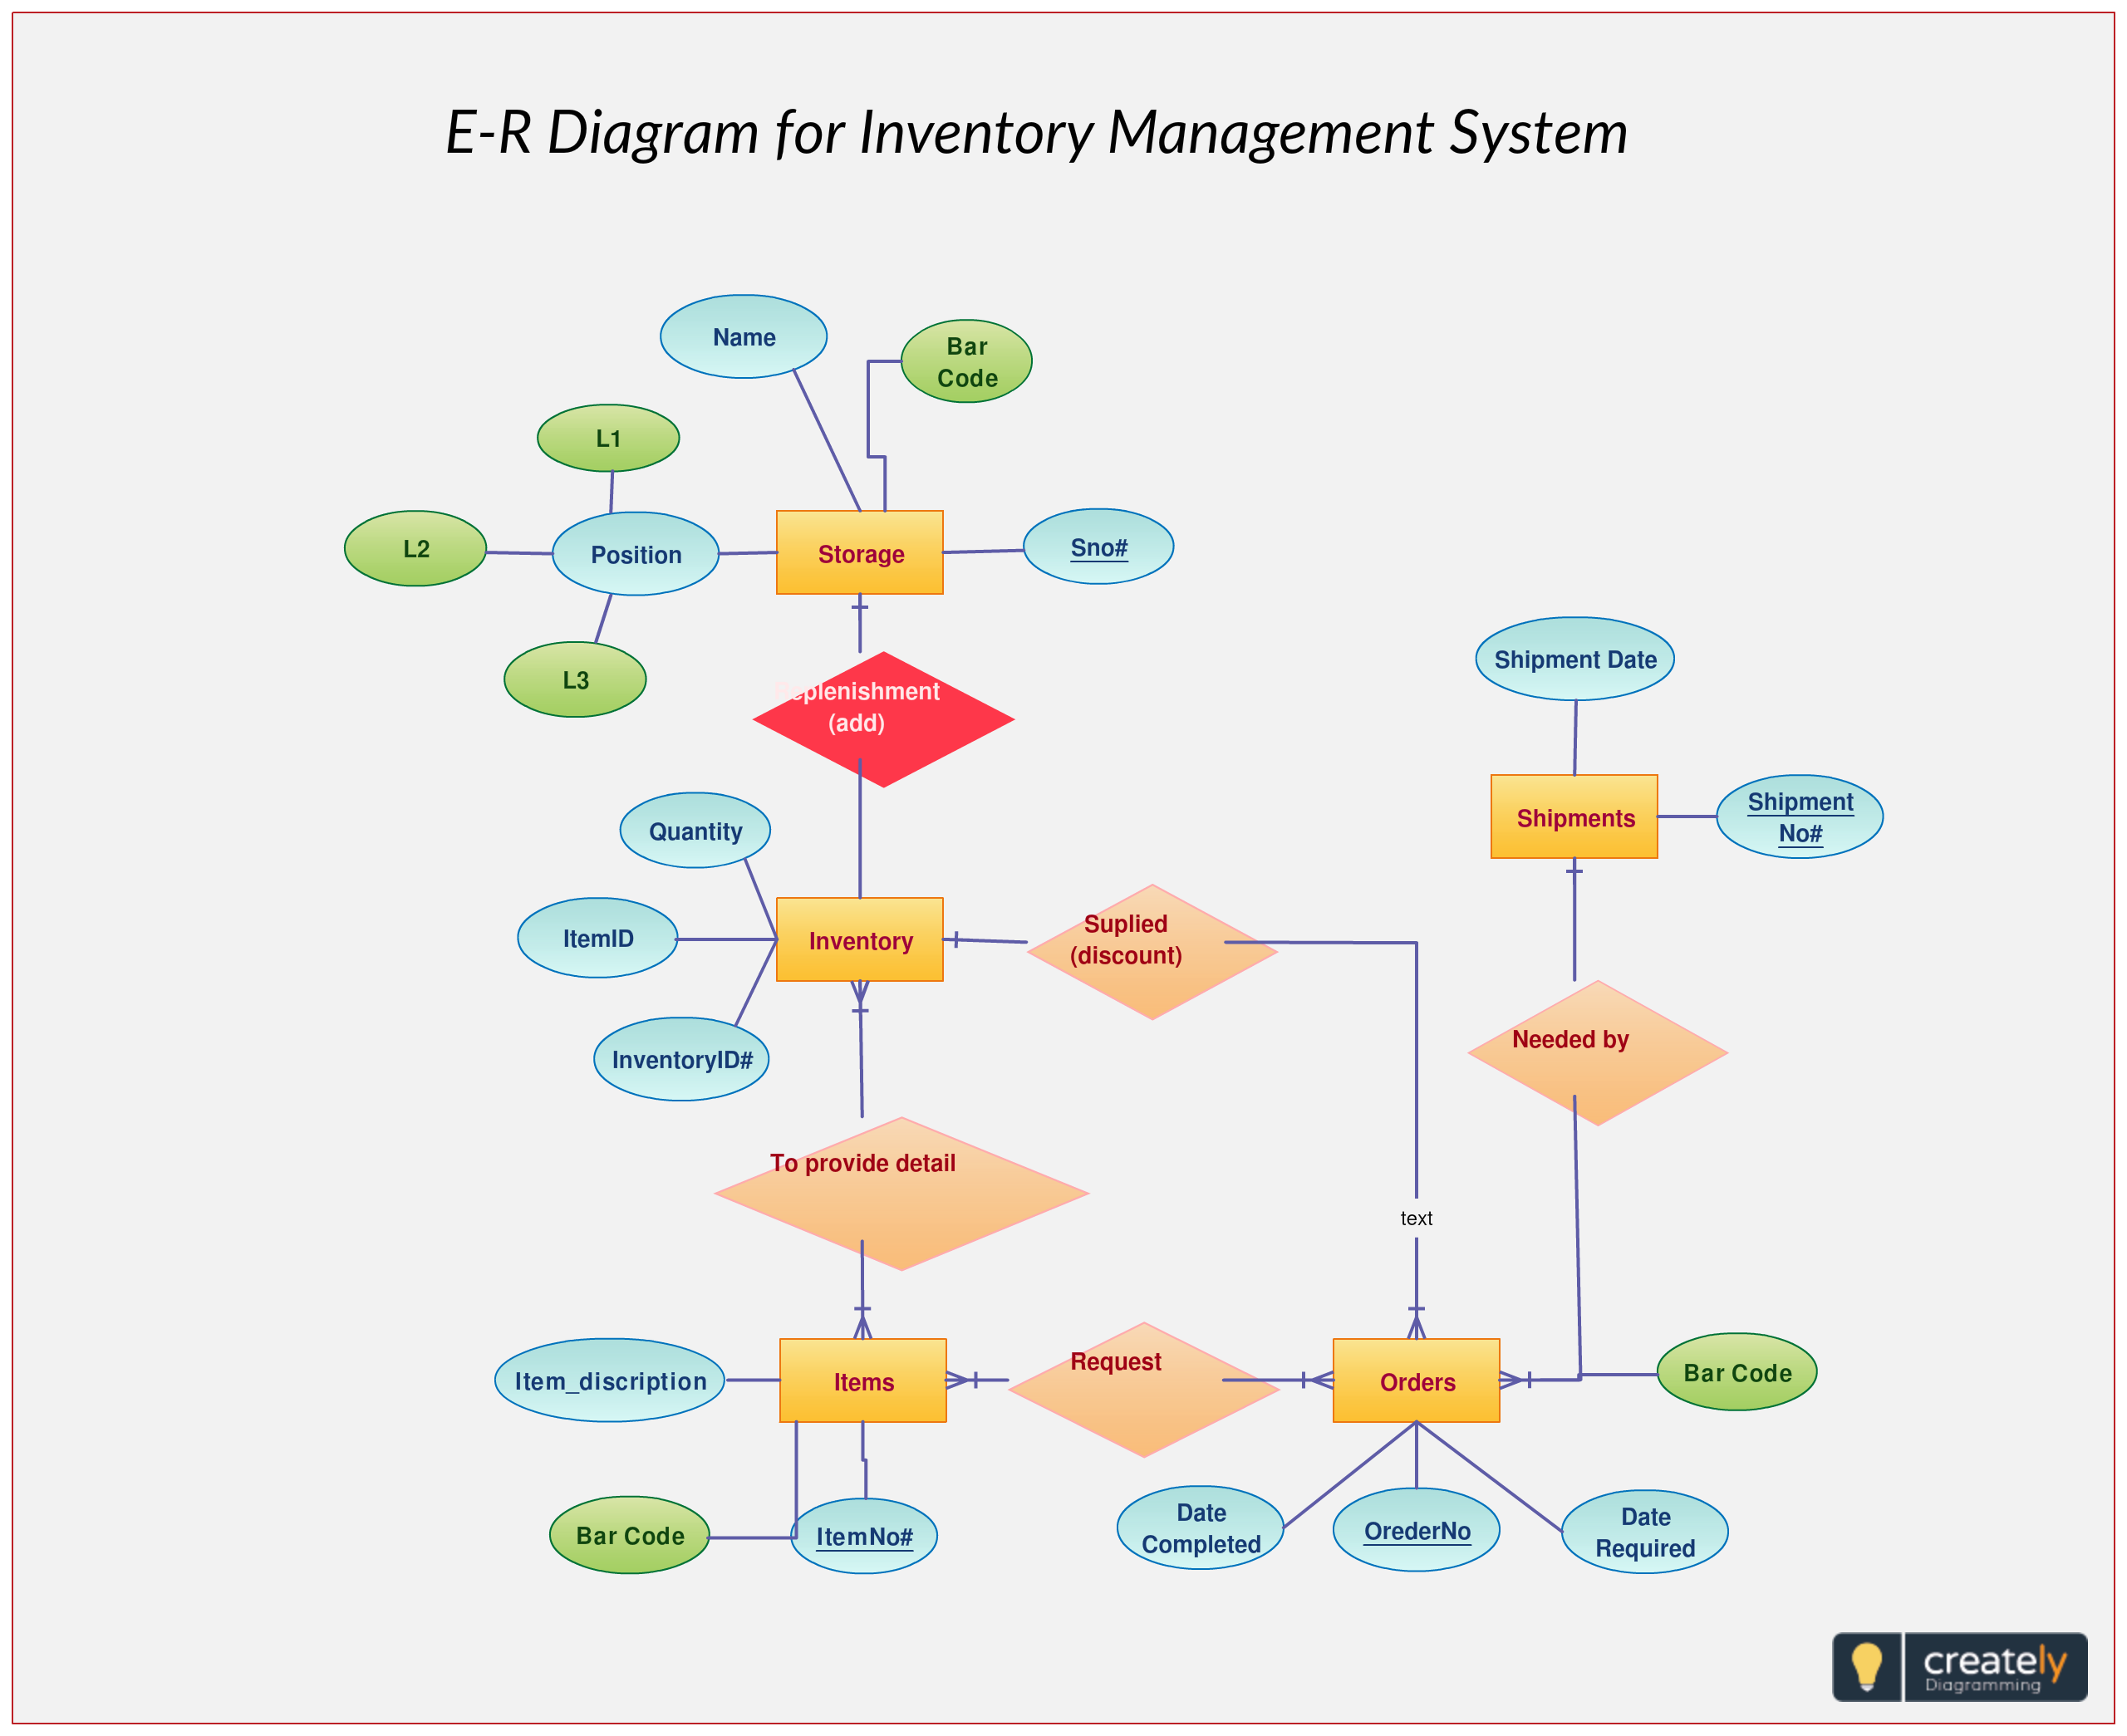 E-R Diagram for Inventory Management System
Name
Bar
Code
L1
L2
Position
Storage
Sno#
L3
Replenishment
(add)
Shipment Date
Shipments
Shipment
No#
Quantity
ItemID
Inventory
InventoryID#
Suplied
(discount)
Needed by
To provide detail
text
Item_discription
Items
Request
Orders
Bar Code
Bar Code
ItemNo#
Date
Completed
OrederNo
Date
Required
creately
Diagramming